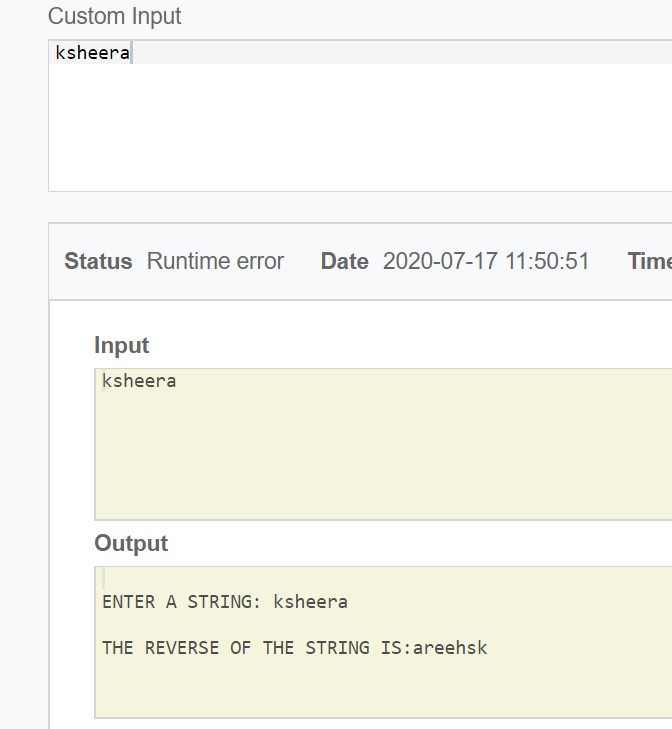 Custom Input
ksheera
Status Runtime error Date 2020-07-17 11:50:51 Time
Input
ksheera
Output
ENTER A STRING: ksheera
THE REVERSE OF THE STRING IS:areehsk